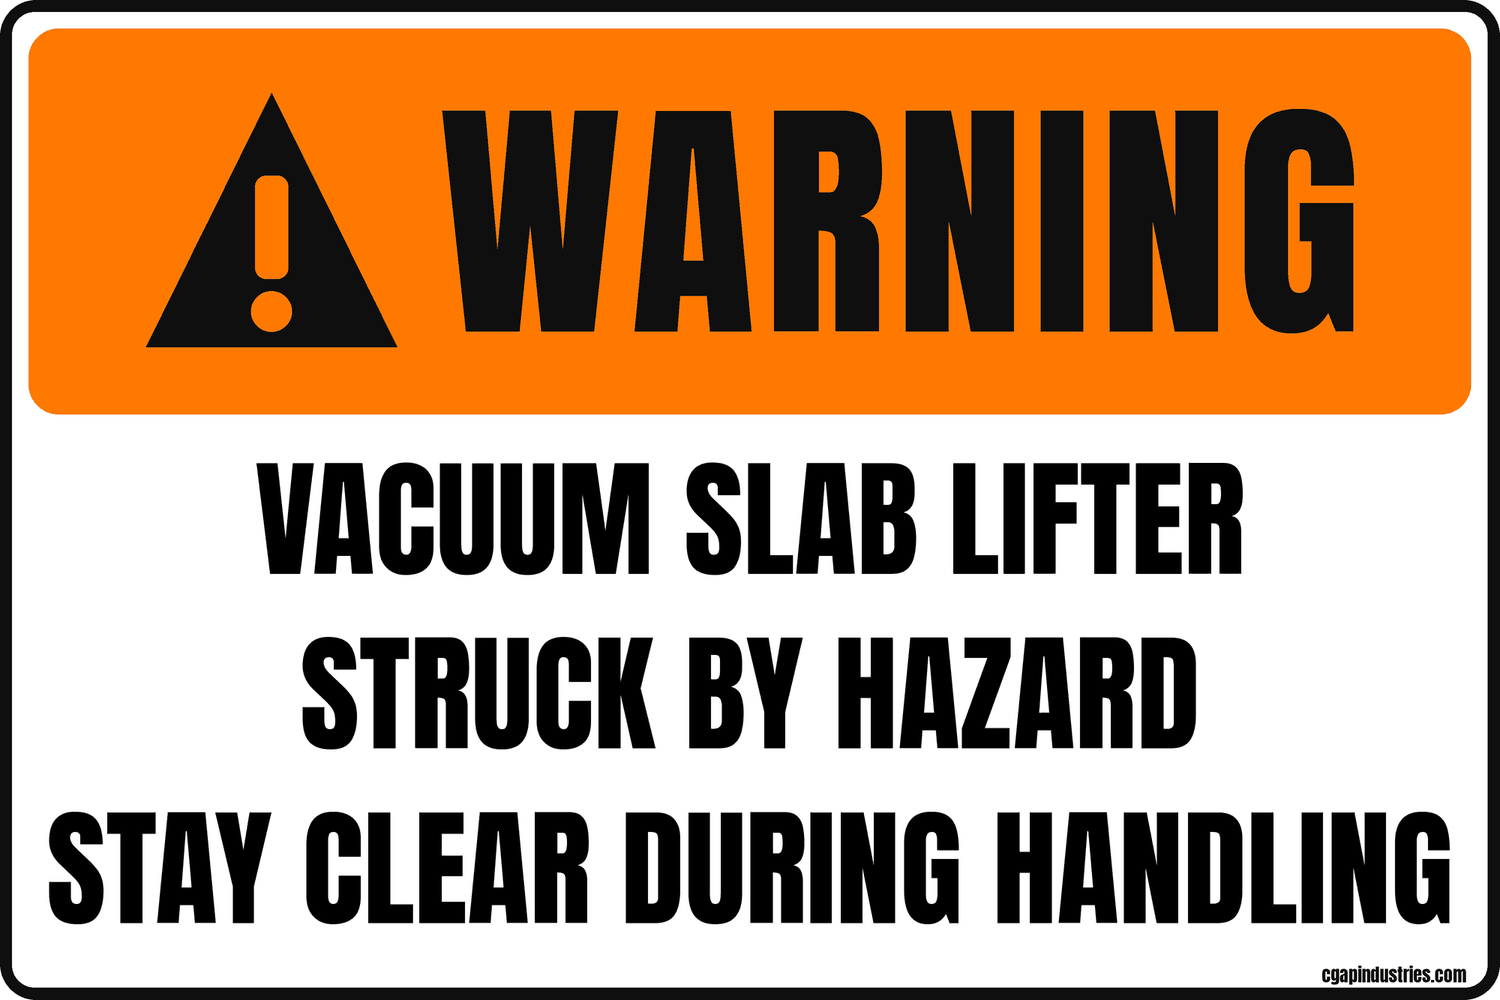 WARNING
VACUUM SLAB LIFTER
STRUCK BY HAZARD
STAY CLEAR DURING HANDLING
cgapindustries.com